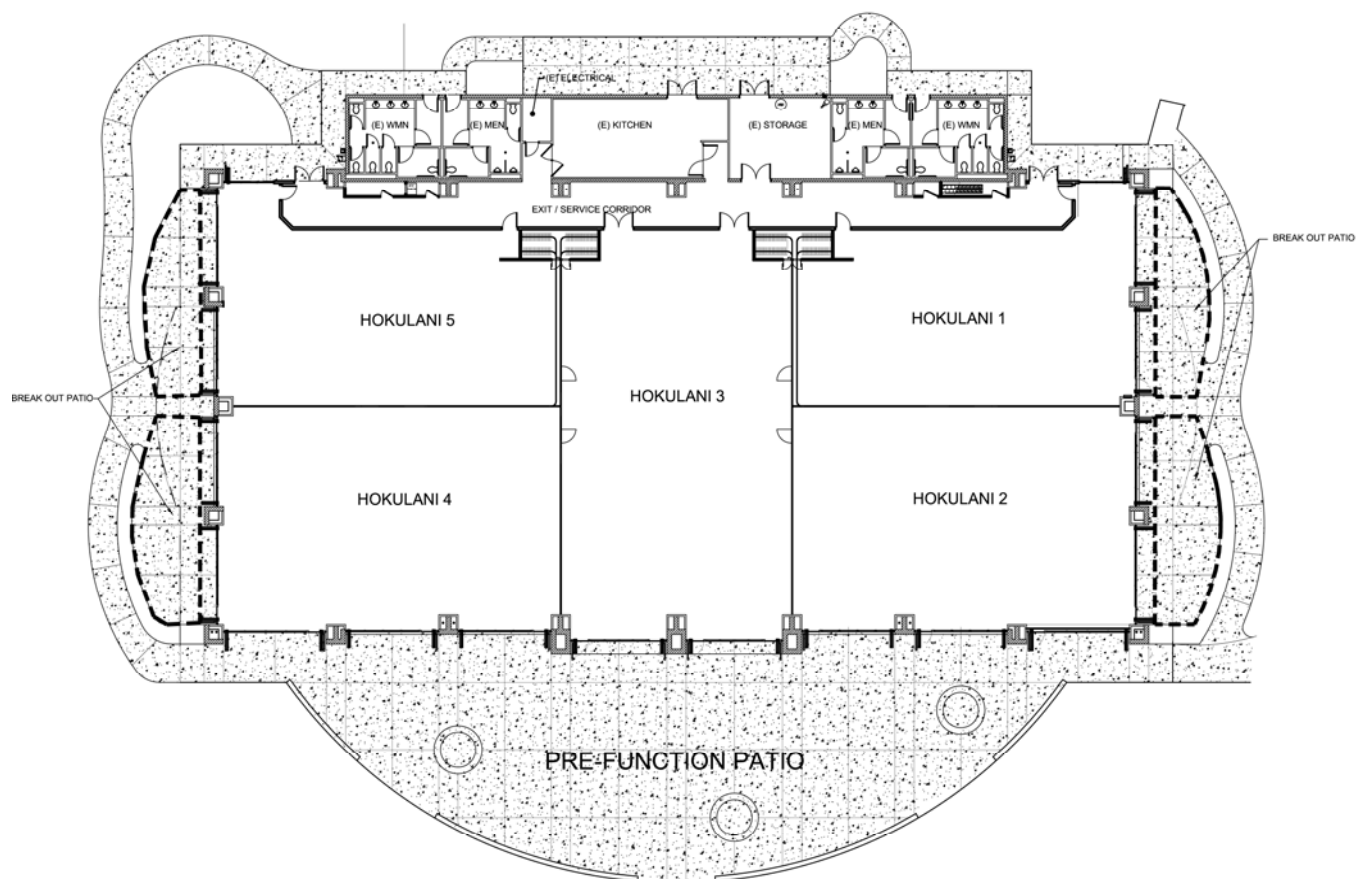 (E) ELECTRICAL
(E) WMN
(E) MEN
(E) KITCHEN
(E) STORAGE
(E) MEN
(E) WMN
EXIT / SERVICE CORRIDOR
BREAK OUT PATIO
HOKULANI 5
HOKULANI 1
HOKULANI 3
BREAK OUT PATIO
HOKULANI 4
HOKULANI 2
PRE-FUNCTION PATIO